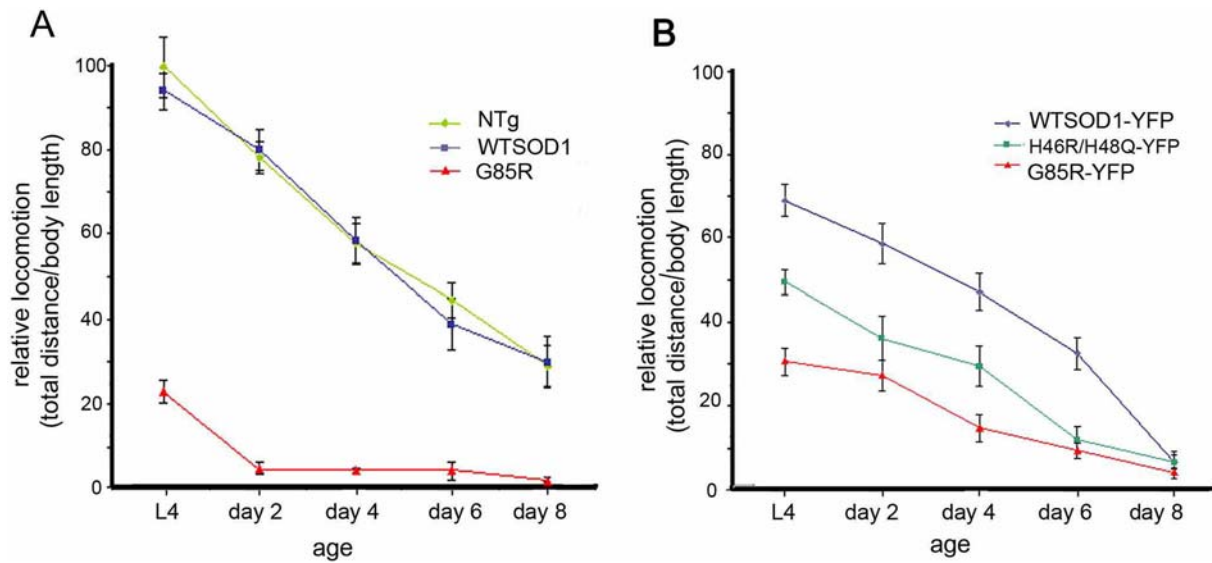 A
relative locomotion
(total distance/body length)
100
80
60
40
20
0
NTg
WTSOD1
G85R
L4
day 2
day 4
day 6
day 8
age
B
relative locomotion
(total distance/body length)
100
80
60
40
20
0
WTSOD1-YFP
H46R/H48Q-YFP
G85R-YFP
L4
day 2
day 4
day 6
day 8
age